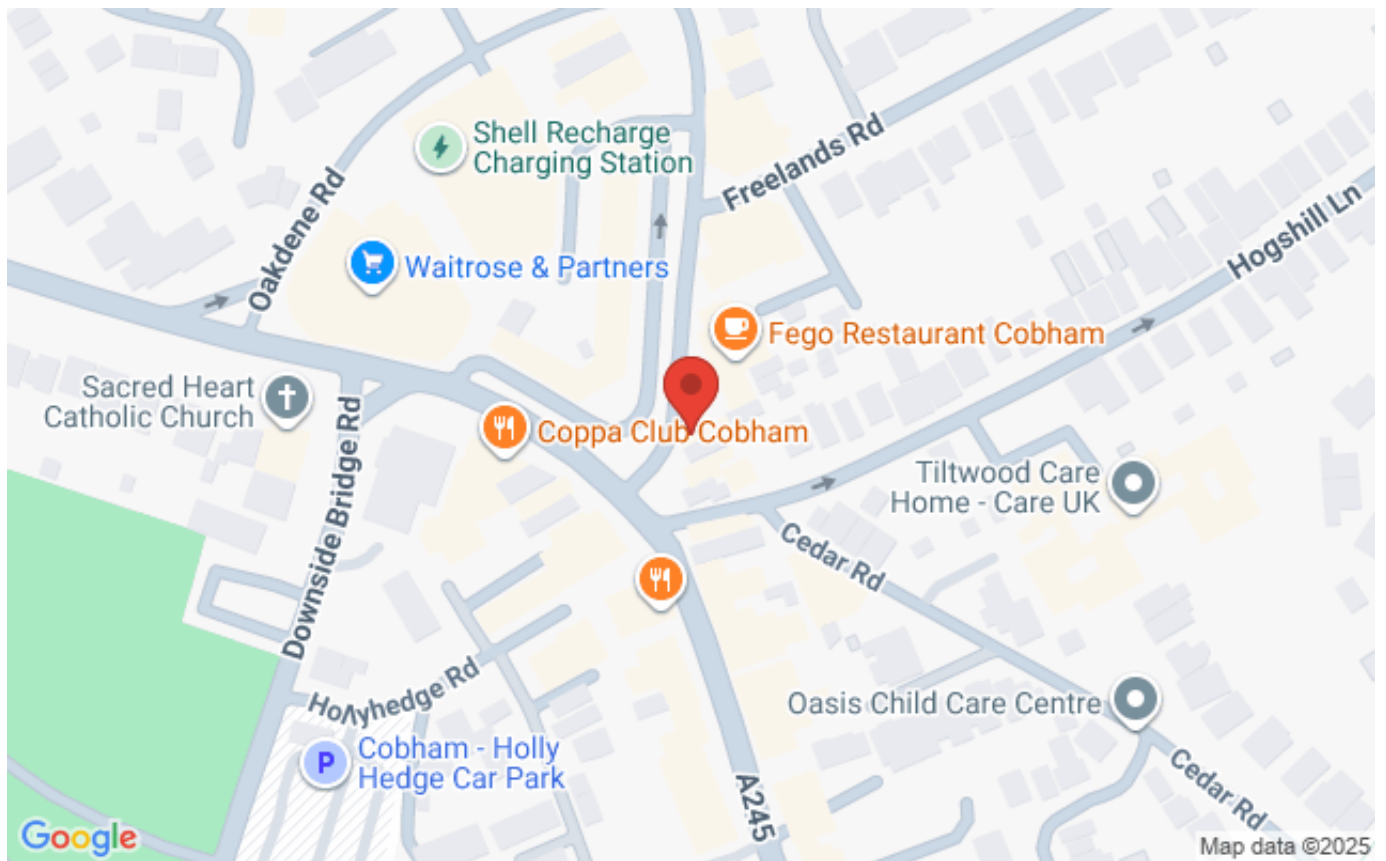 Shell Recharge
Charging Station
Freelands Rd
Oakdene Rd
Hogshill Ln
Waitrose & Partners
Fego Restaurant Cobham
Sacred Heart
Catholic Church
Coppa Club Cobham
Downside Bridge Rd
Tiltwood Care
Home - Care UK
Cedar Rd
Hollyhedge Rd
Oasis Child Care Centre
P
Cobham - Holly
Hedge Car Park
A245
Cedar Rd
Google
Map data ©2025